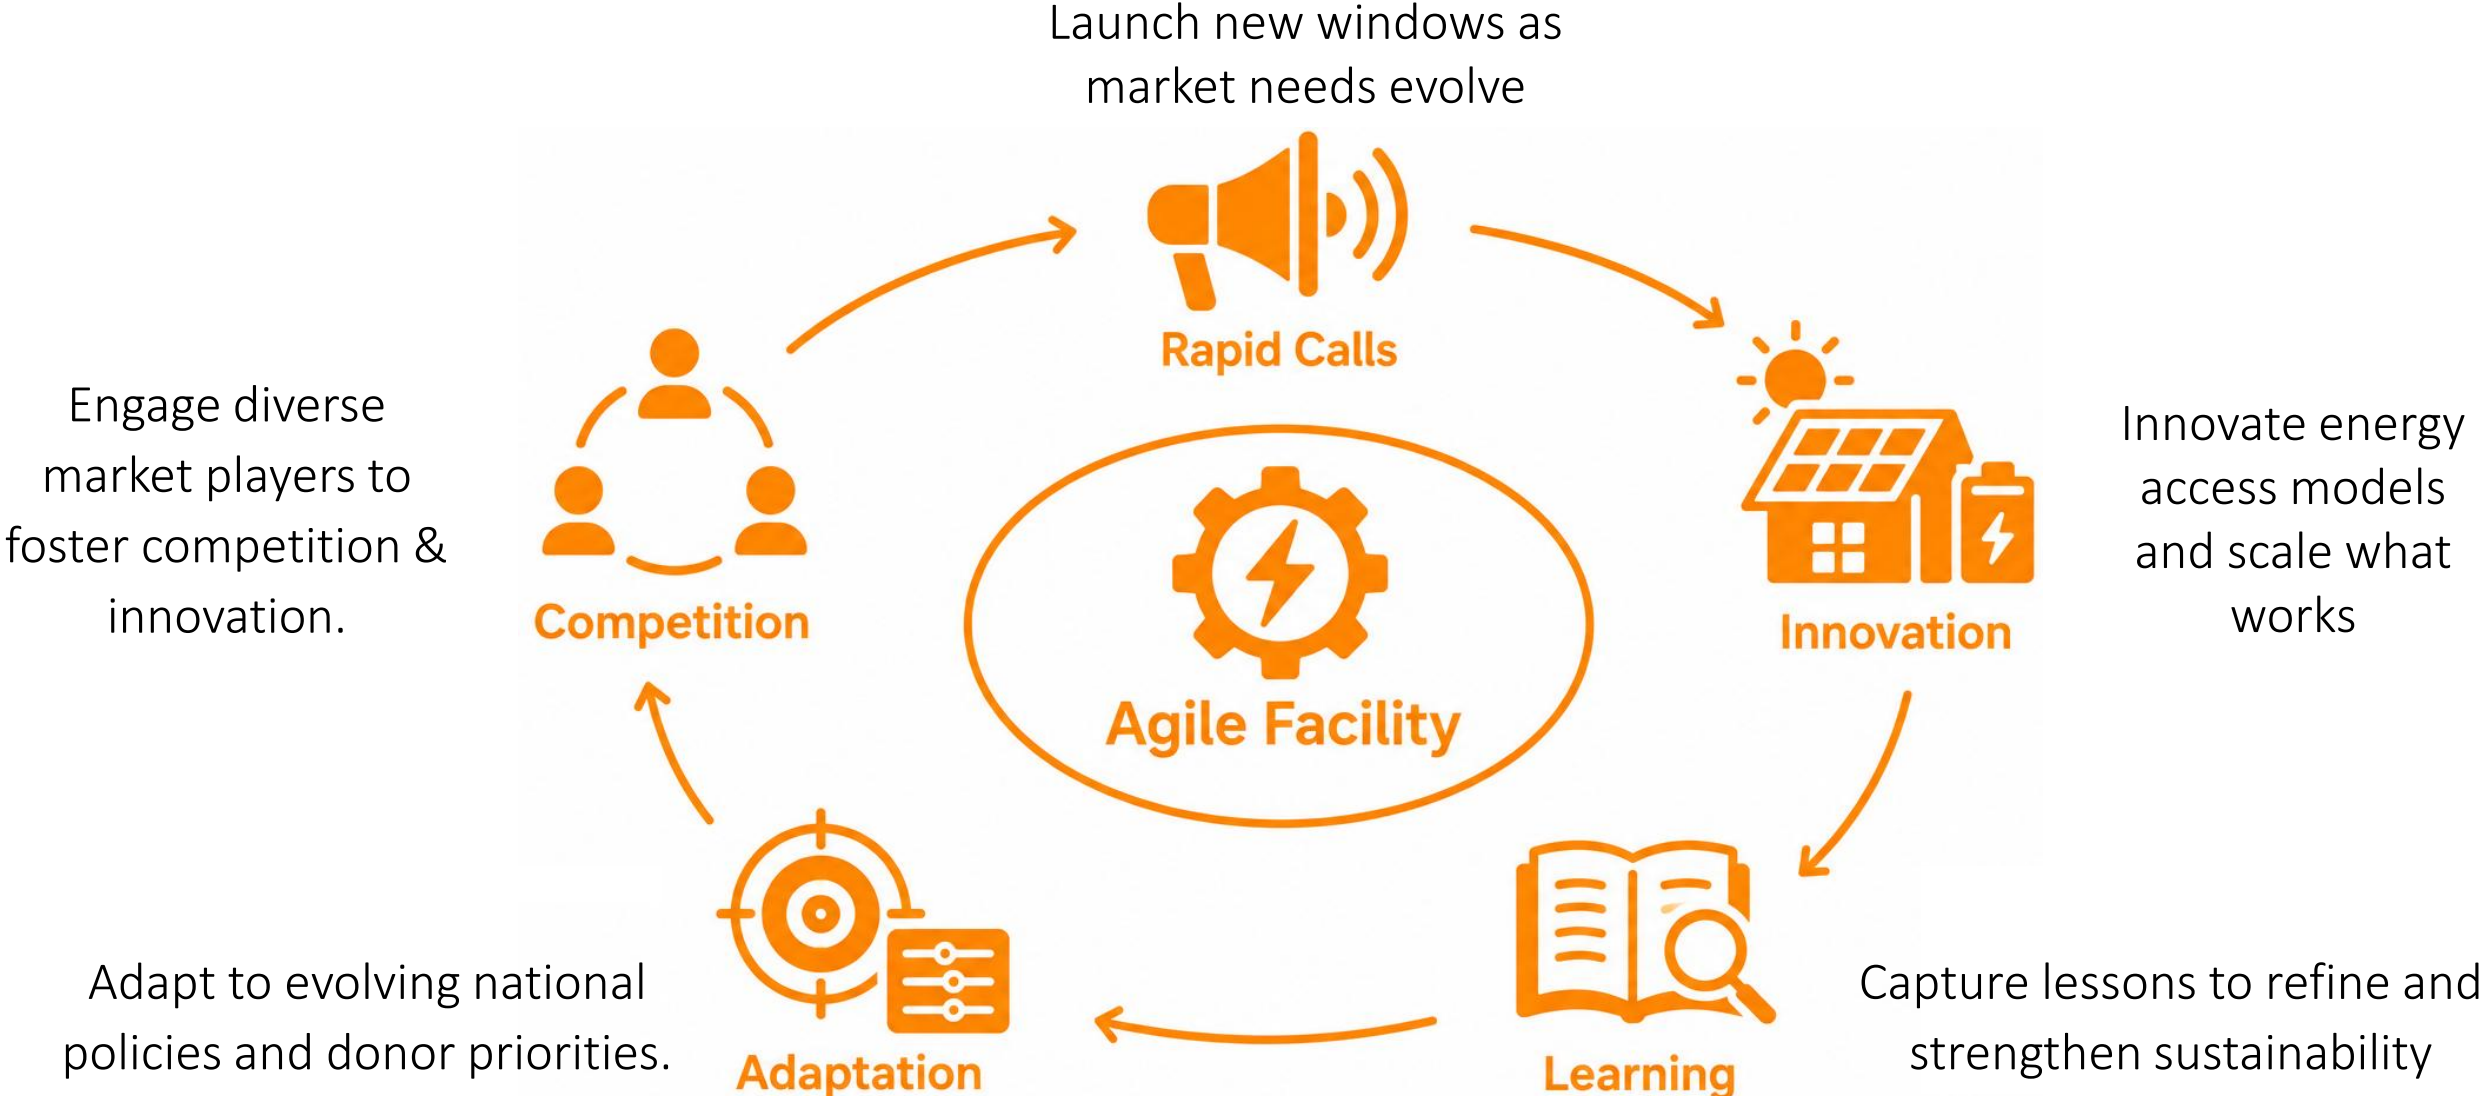 Launch new windows as
market needs evolve
Rapid Calls
Engage diverse
market players to
foster competition &
innovation.
Competition
Innovate energy
access models
and scale what
works
Innovation
Agile Facility
Adapt to evolving national
policies and donor priorities.
Adaptation
Capture lessons to refine and
strengthen sustainability
Learning